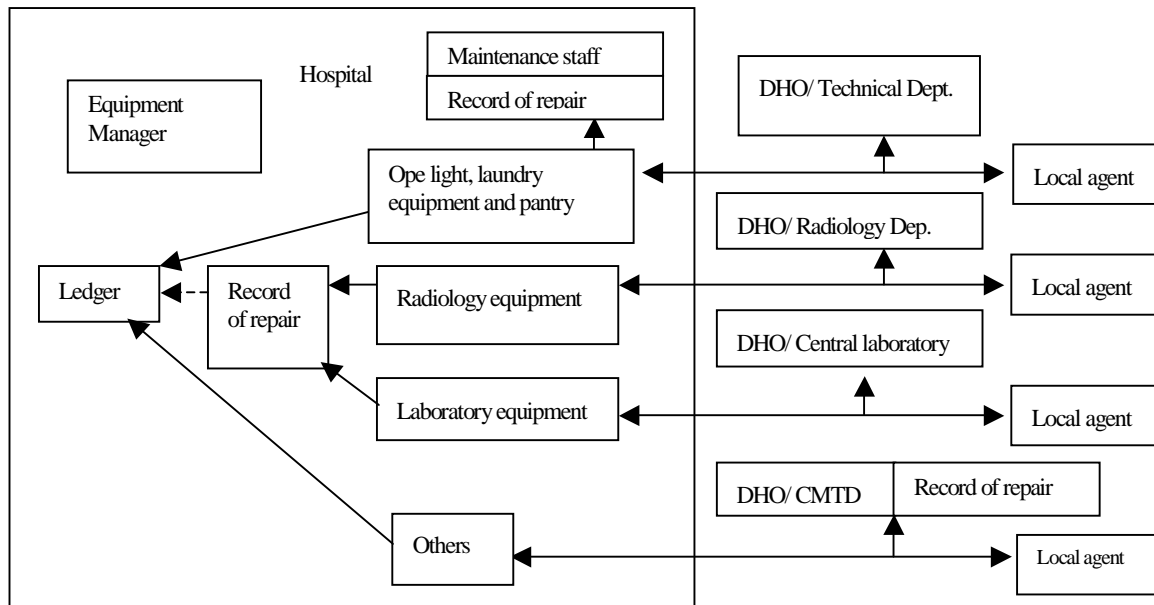 Hospital
Equipment
Manager
Maintenance staff
Record of repair
DHO/ Technical Dept.
Ope light, laundry
equipment and pantry
Local agent
DHO/ Radiology Dep.
Ledger
Record
of repair
Radiology equipment
Local agent
DHO/ Central laboratory
Laboratory equipment
Local agent
DHO/ CMTD
Record of repair
Others
Local agent